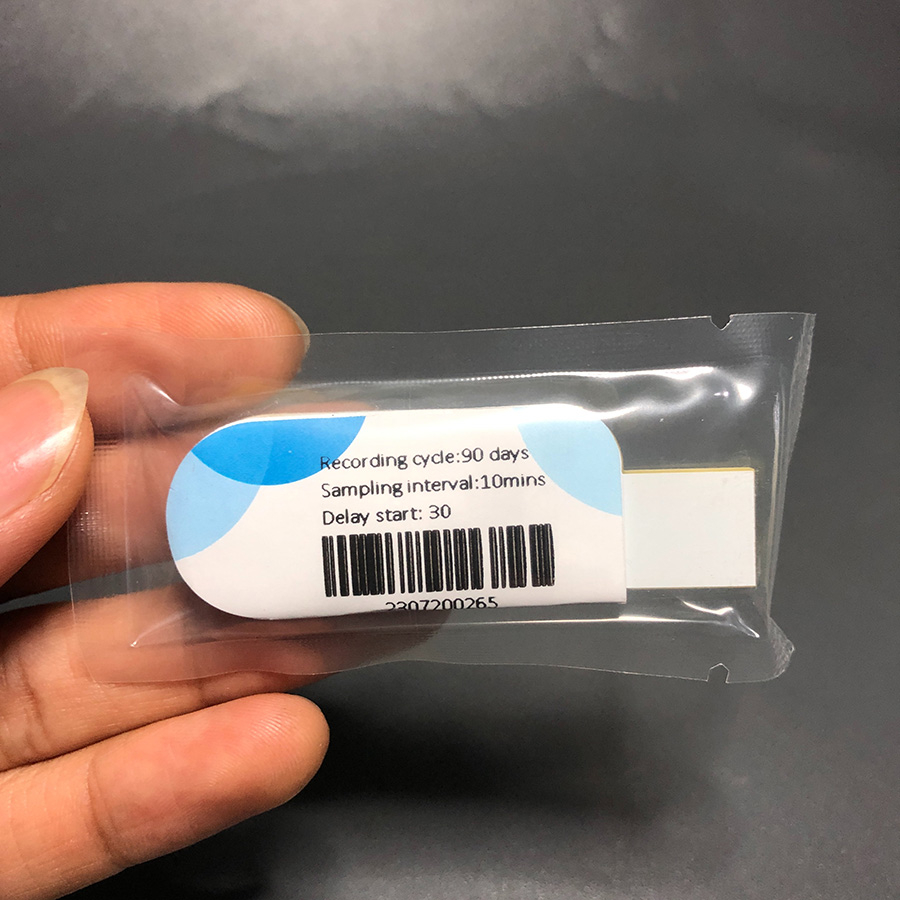 Recording cycle:90 days
Sampling interval:10mins
Delay start: 30
2307200265